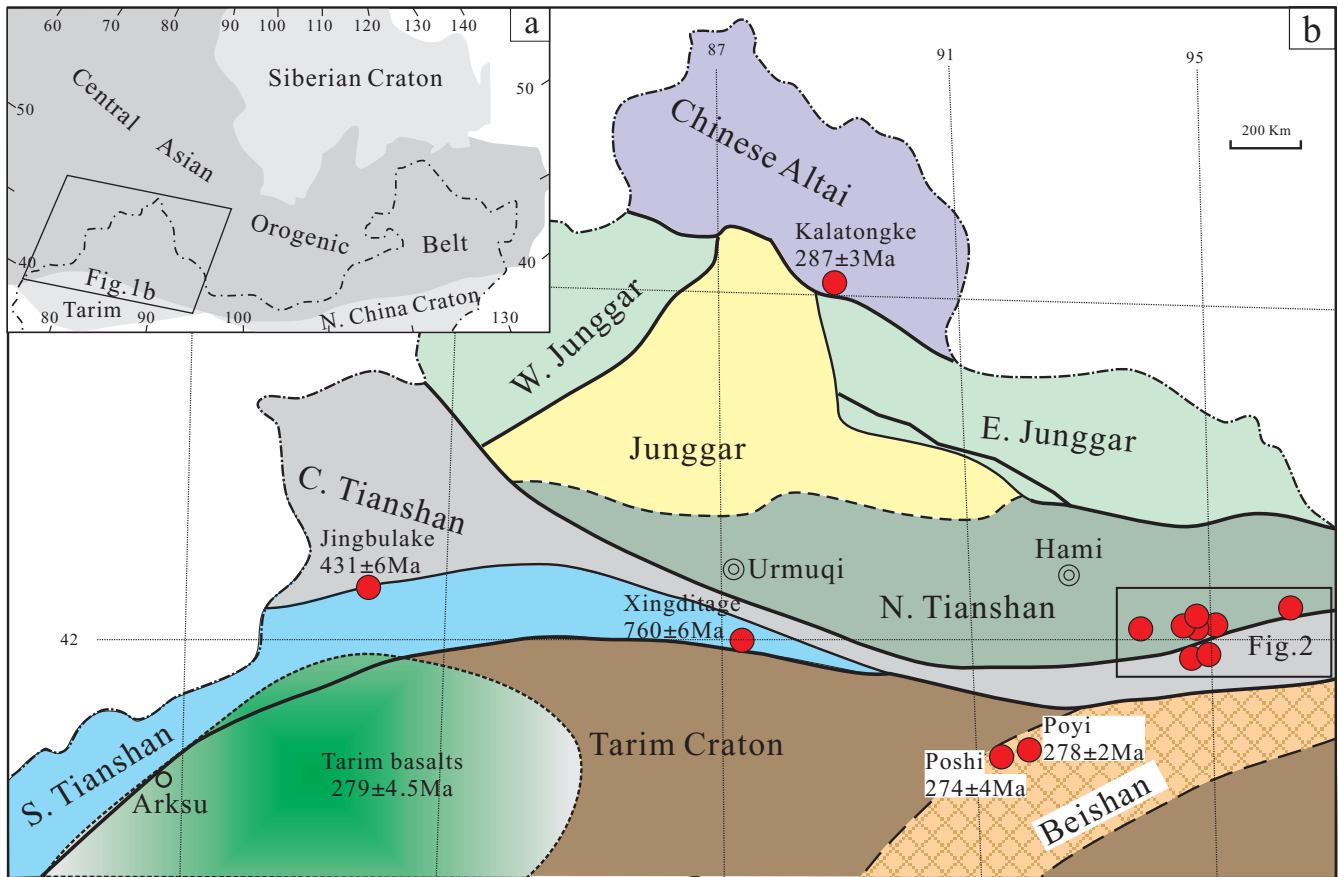 60 70 80 90 100 110 120 130 140
a
Siberian Craton
50
50
Central
Asian
Orogenic
Belt
40
40
Fig.1b
Tarim
N. China Craton
80 90 100 130
b
87
91
95
200 Km
Chinese Altai
Kalatongke
287±3Ma
W. Junggar
Junggar
E. Junggar
C. Tianshan
Jingbulake
431±6Ma
Urmuqi
Hami
N. Tianshan
Xingditage
760±6Ma
42
Fig.2
S. Tianshan
Arksu
Tarim basalts
279±4.5Ma
Tarim Craton
Poshi
274±4Ma
Poyi
278±2Ma
Beishan